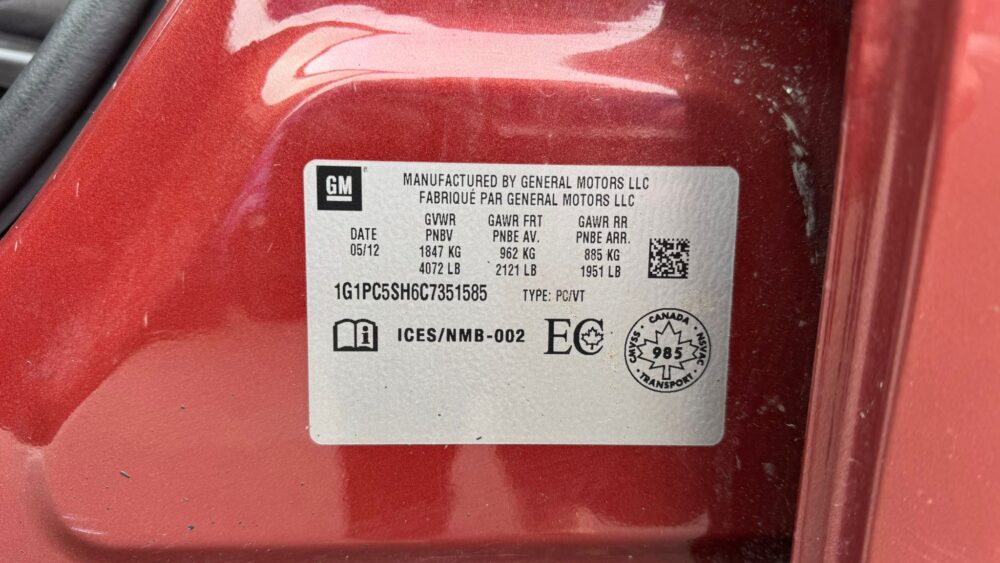 GM
MANUFACTURED BY GENERAL MOTORS LLC
FABRIQUÉ PAR GENERAL MOTORS LLC
GVWR GAWR FRT GAWR RR
DATE PNBV PNBE AV. PNBE ARR.
05/12 1847 KG 962 KG 885 KG
4072 LB 2121 LB 1951 LB
1G1PC5SH6C7351585 TYPE: PC/VT
i ICES/NMB-002 EC
CANADA
CMVSS 985 NSVAC
TRANSPORT